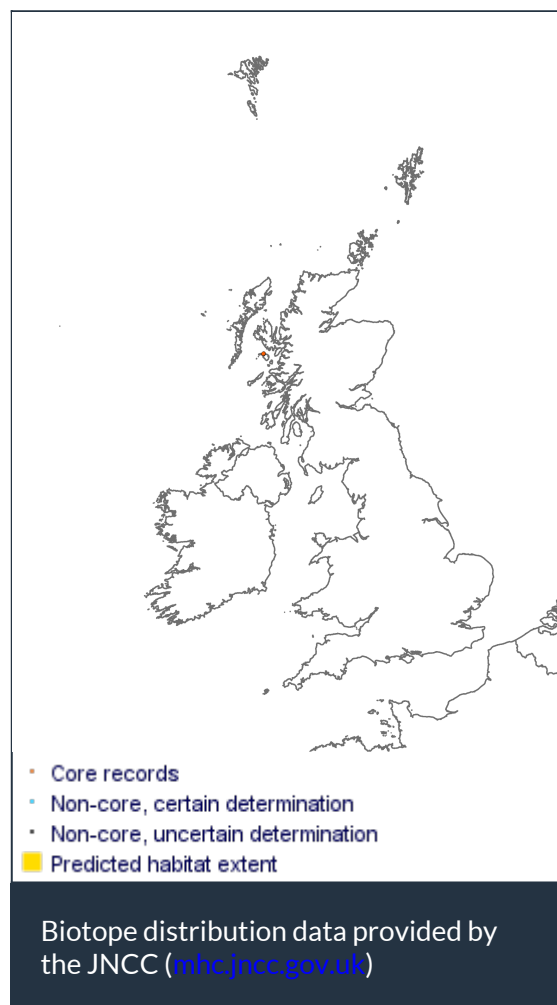 Core records
Non-core, certain determination
Non-core, uncertain determination
Predicted habitat extent
Biotope distribution data provided by
the JNCC (mhc.jncc.gov.uk)